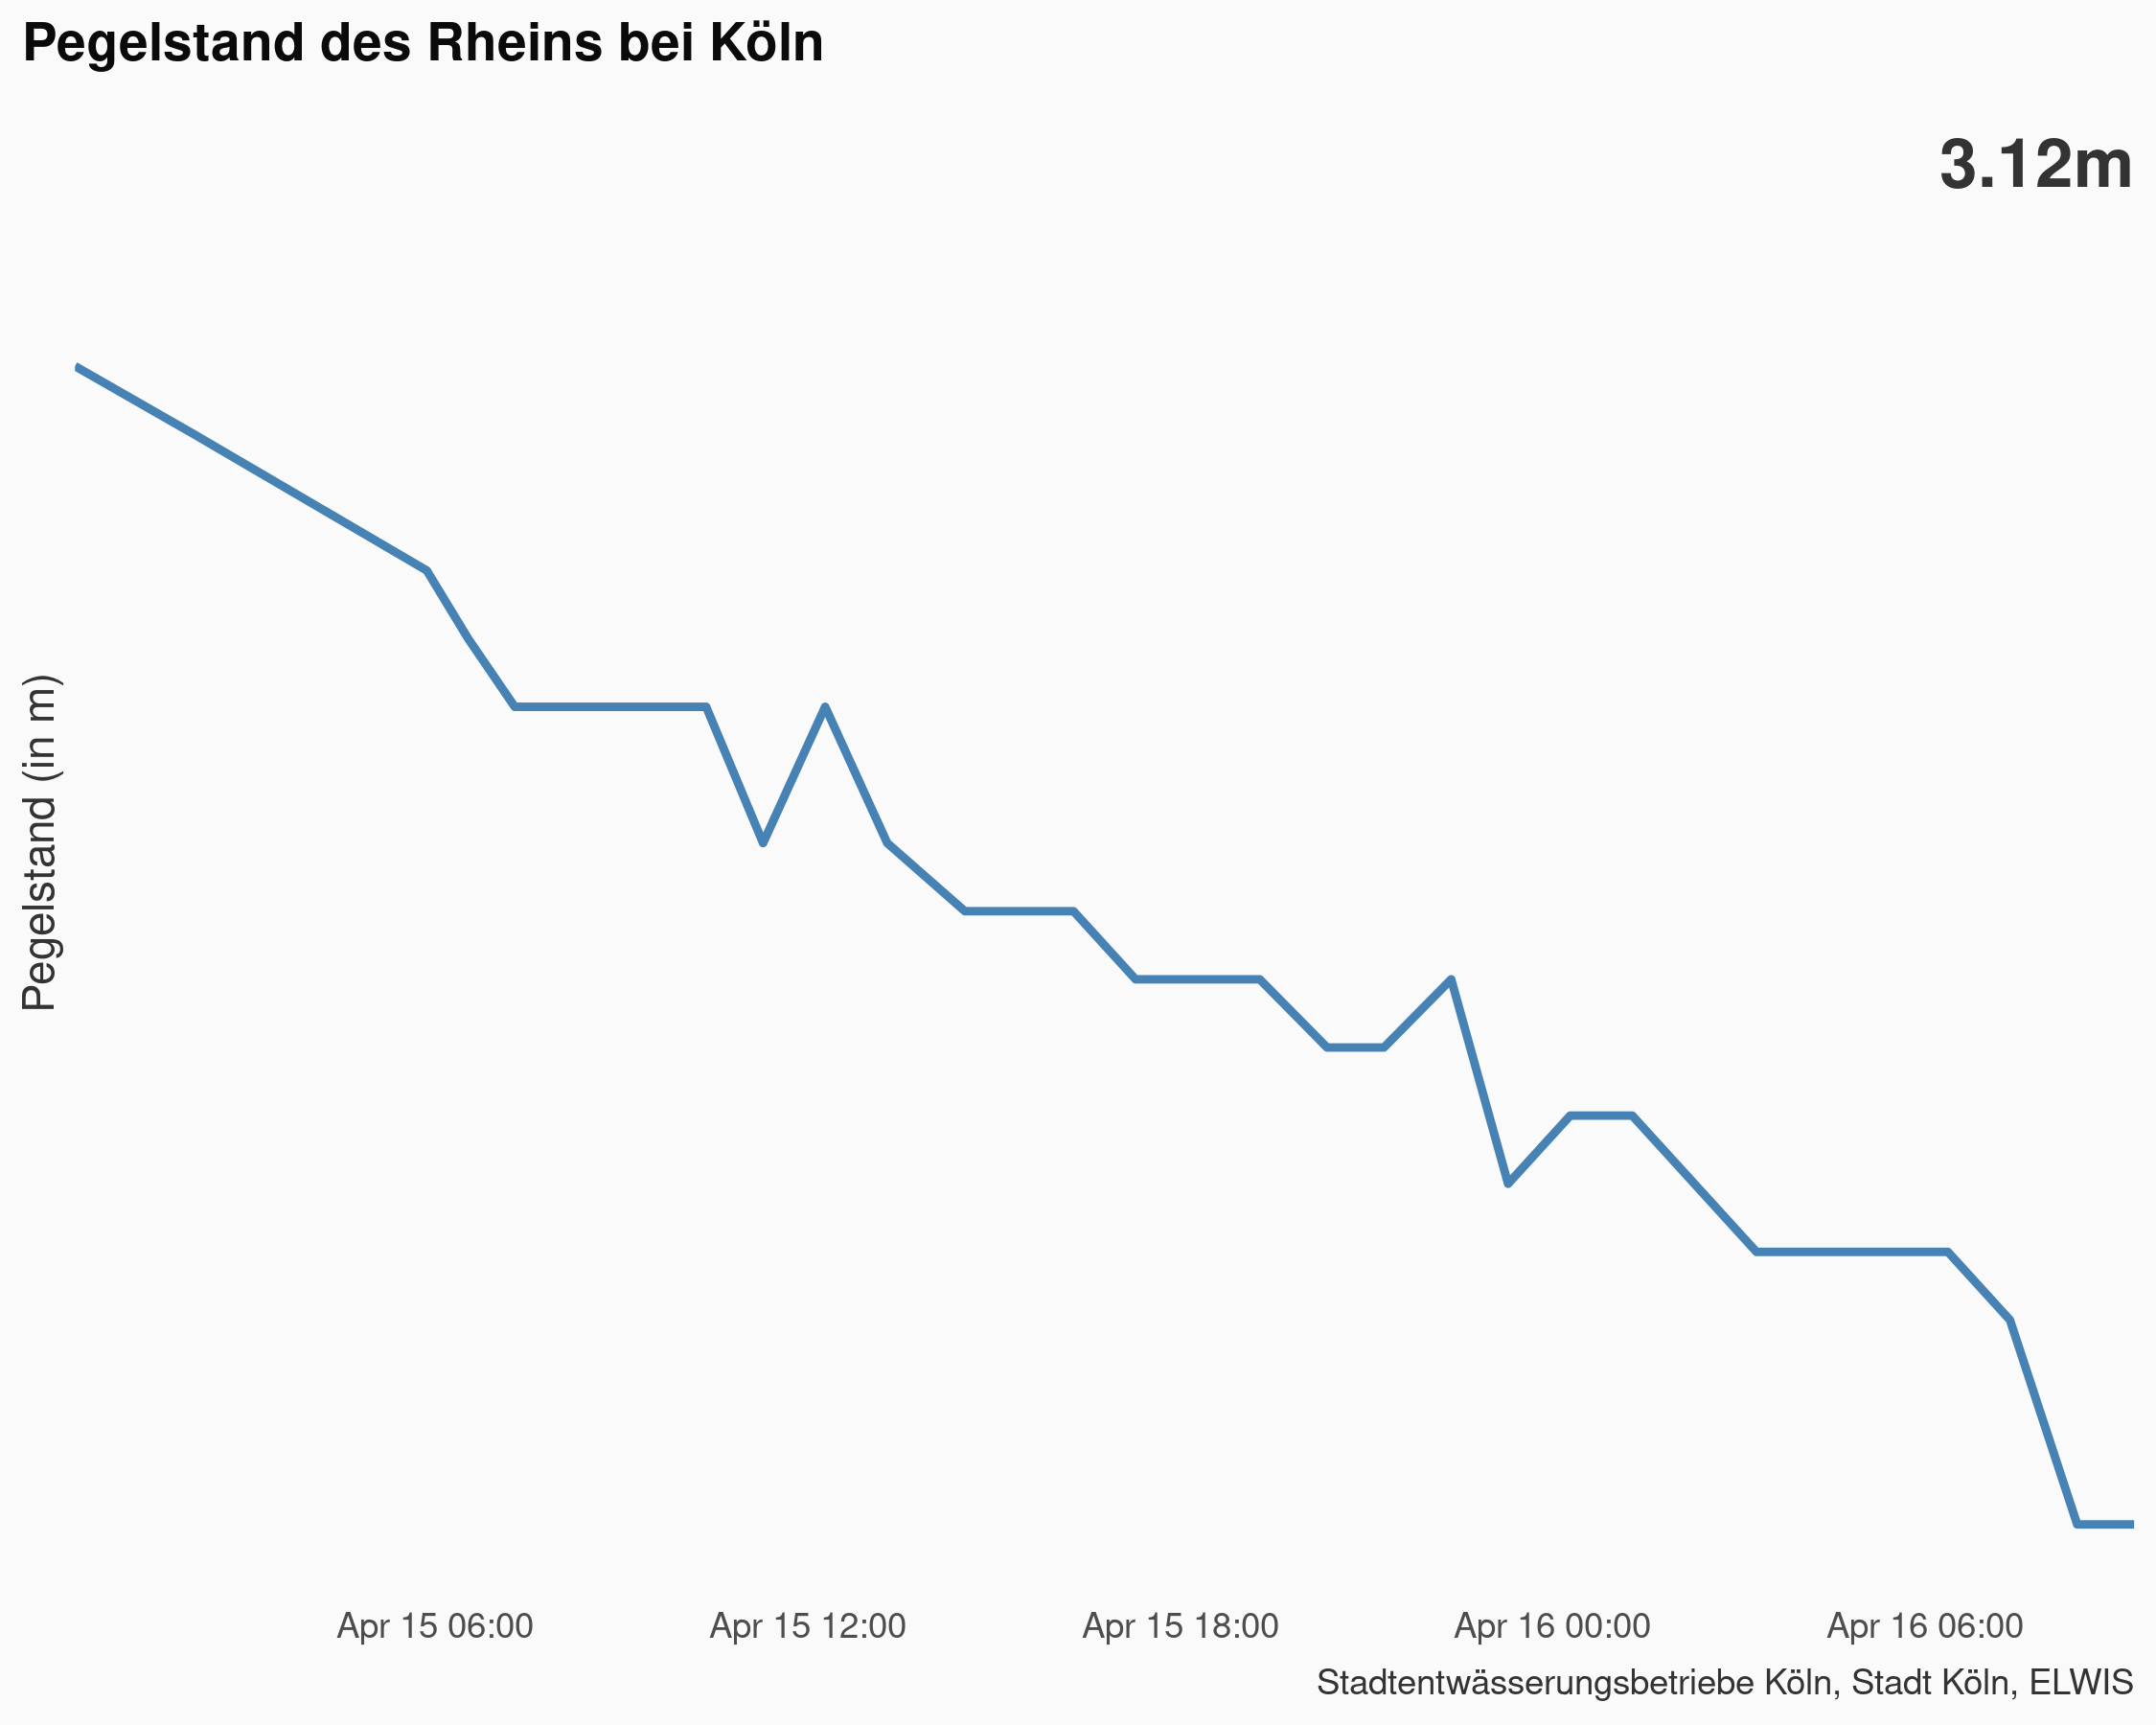 Pegelstand des Rheins bei Köln
3.12m
Pegelstand (in m)
Apr 15 06:00
Apr 15 12:00
Apr 15 18:00
Apr 16 00:00
Apr 16 06:00
Stadtentwässerungsbetriebe Köln, Stadt Köln, ELWIS